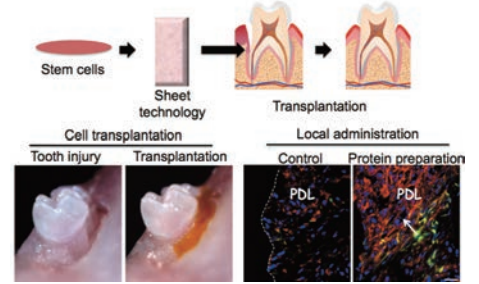 Stem cells
Sheet
technology
Transplantation
Cell transplantation
Tooth injury
Transplantation
Local administration
Control
Protein preparation
PDL
PDL